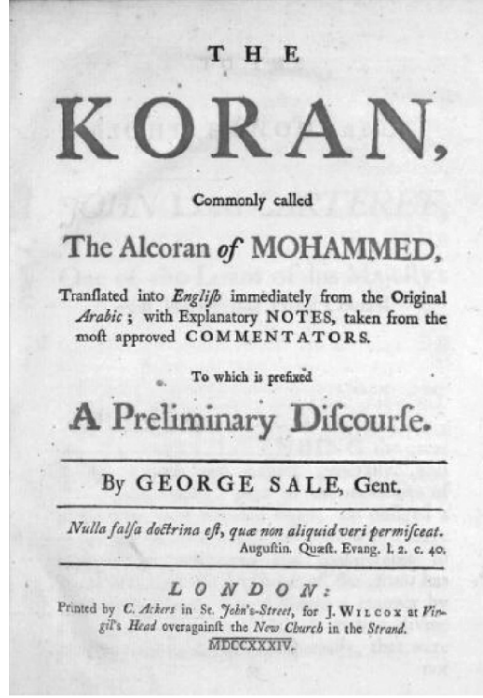 THE
KORAN,
Commonly called
The Alcoran of MOHAMMED,
Tranſlated into Engliſh immediately from the Original
Arabic ; with Explanatory NOTES, taken from the
moſt approved COMMENTATORS.
To which is prefixed
A Preliminary Diſcourſe.
By GEORGE SALE, Gent.
Nulla falſa doctrina eſt, quæ non aliquid veri permiſceat.
Auguſtin. Quæſt. Evang. l. 2. c. 40.
LONDON:
Printed by C. Ackers in St. John's-Street, for J. WILCOX at Vir-
gil's Head overagainſt the New Church in the Strand.
MDCCXXXIV.